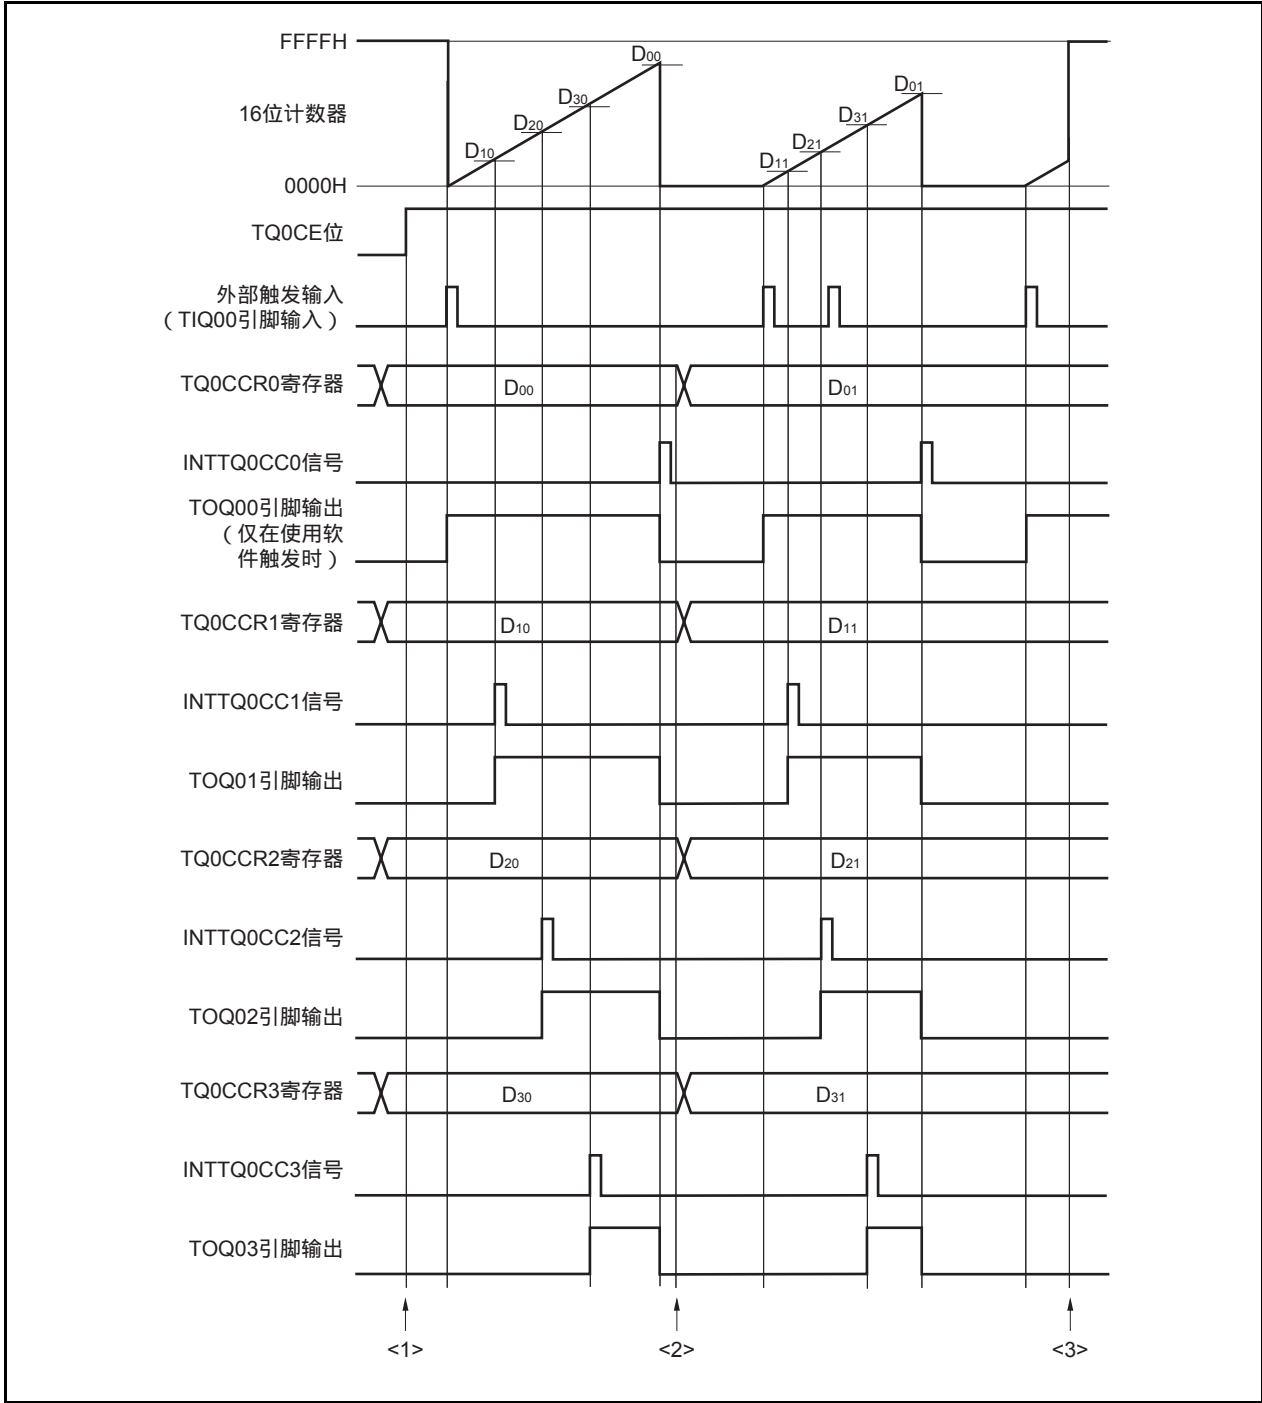 FFFFH
D00
D01
D30
D31
16位计数器
D20
D21
D10
D11
0000H
TQ0CE位
外部触发输入
（TIQ00引脚输入）
TQ0CCR0寄存器
D00
D01
INTTQ0CC0信号
TOQ00引脚输出
（仅在使用软
件触发时）
TQ0CCR1寄存器
D10
D11
INTTQ0CC1信号
TOQ01引脚输出
TQ0CCR2寄存器
D20
D21
INTTQ0CC2信号
TOQ02引脚输出
TQ0CCR3寄存器
D30
D31
INTTQ0CC3信号
TOQ03引脚输出
<1>
<2>
<3>